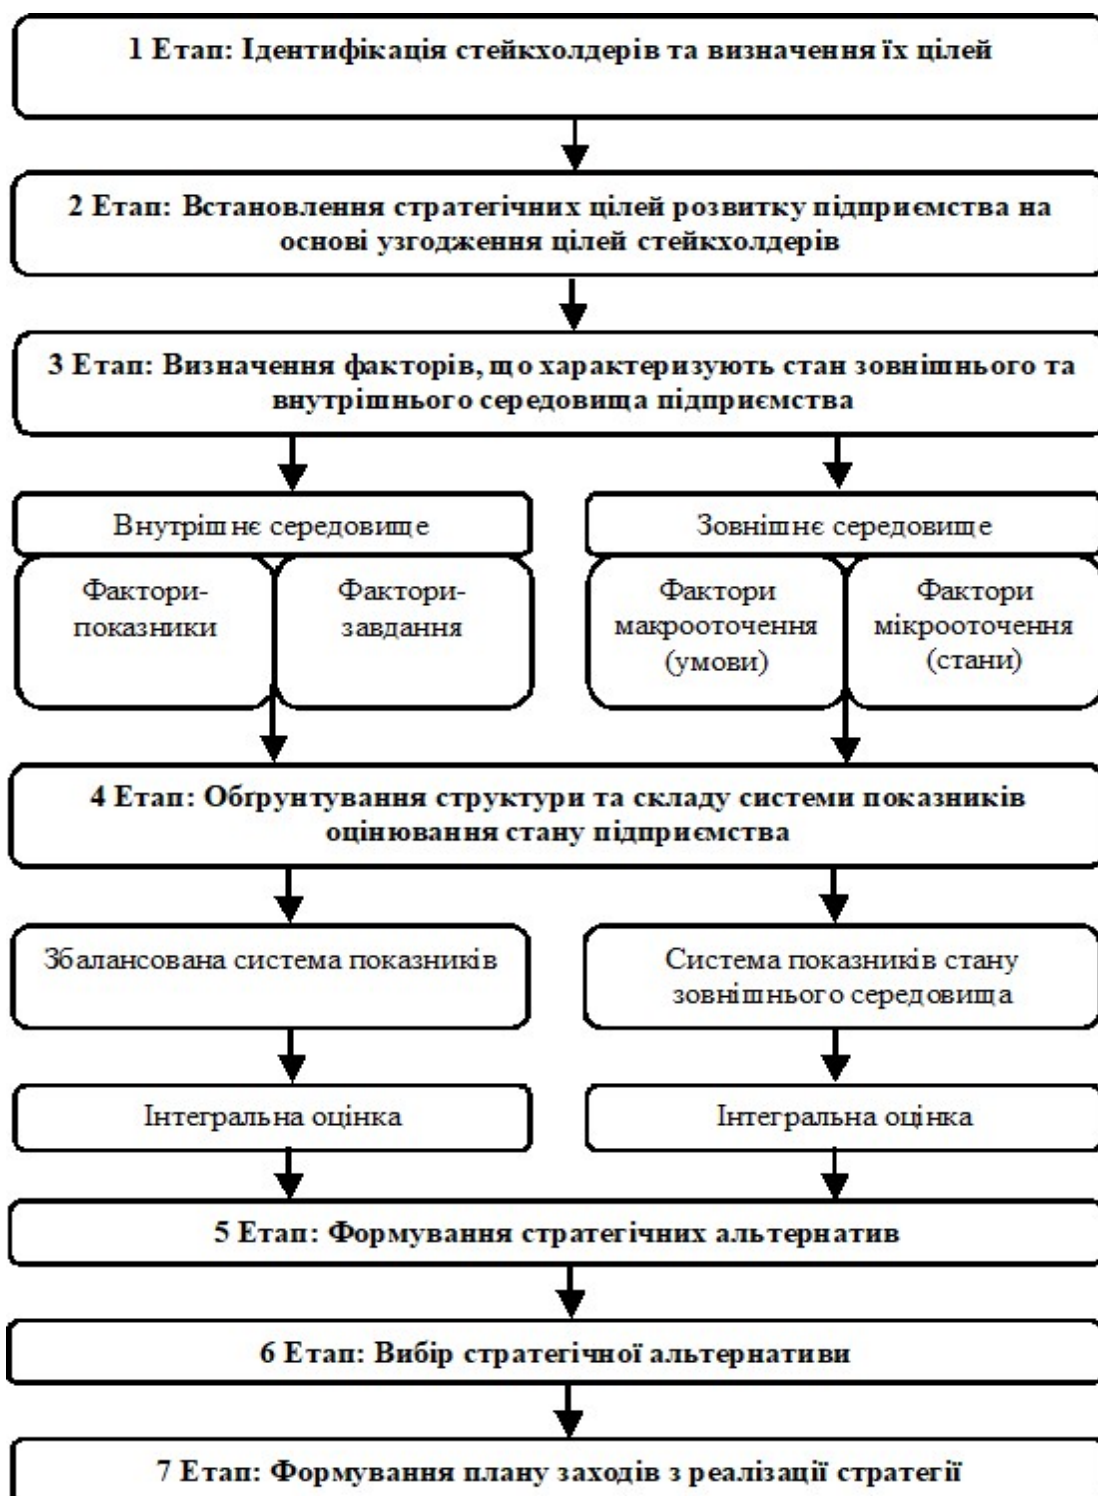 1 Етап: Ідентифікація стейкхолдерів та визначення їх цілей
2 Етап: Встановлення стратегічних цілей розвитку підприємства на
основі узгодження цілей стейкхолдерів
3 Етап: Визначення факторів, що характеризують стан зовнішнього та
внутрішнього середовища підприємства
Внутрішнє середовище
Зовнішнє середовище
Фактори-
показники
Фактори-
завдання
Фактори
макрооточення
(умови)
Фактори
мікрооточення
(стани)
4 Етап: Обґрунтування структури та складу системи показників
оцінювання стану підприємства
Збалансована система показників
Система показників стану
зовнішнього середовища
Інтегральна оцінка
Інтегральна оцінка
5 Етап: Формування стратегічних альтернатив
6 Етап: Вибір стратегічної альтернативи
7 Етап: Формування плану заходів з реалізації стратегії